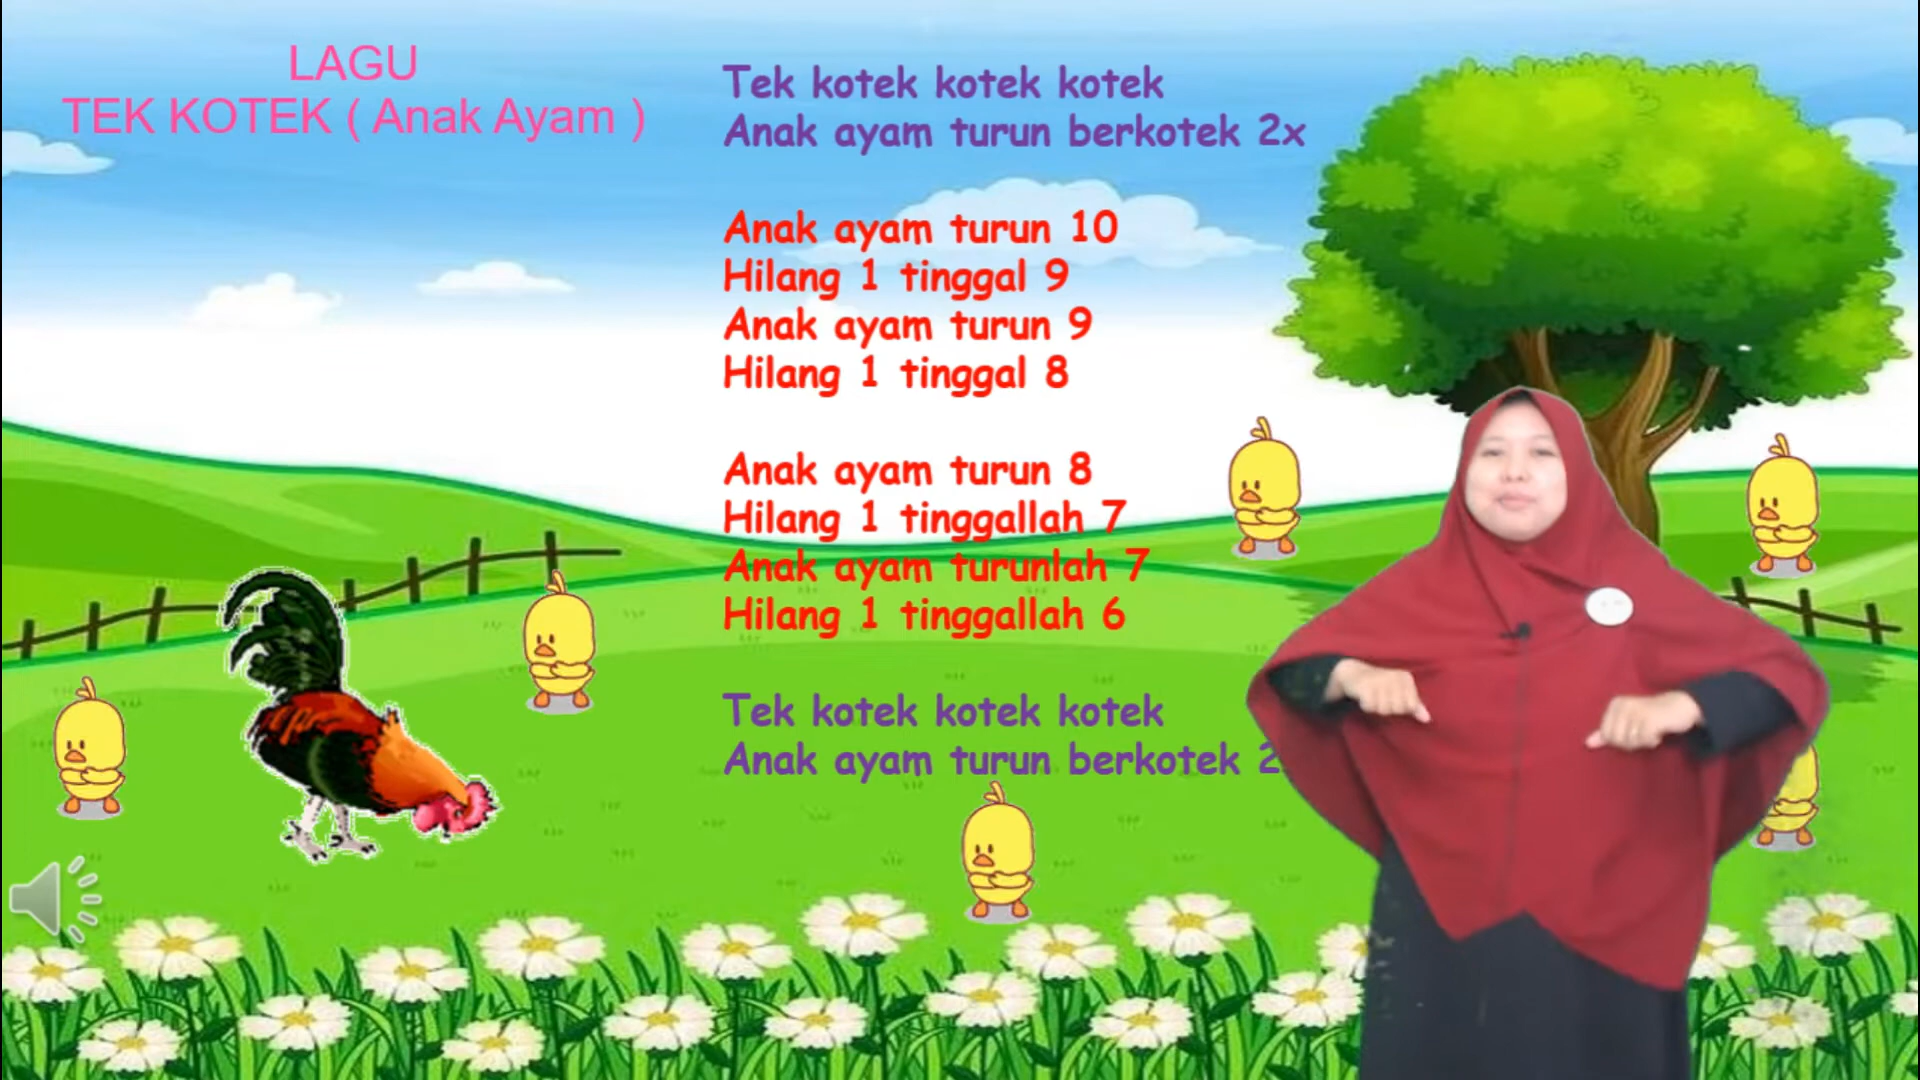 LAGU
TEK KOTEK ( Anak Ayam )
Tek kotek kotek kotek
Anak ayam turun berkotek 2x
Anak ayam turun 10
Hilang 1 tinggal 9
Anak ayam turun 9
Hilang 1 tinggal 8
Anak ayam turun 8
Hilang 1 tinggallah 7
Anak ayam turunlah 7
Hilang 1 tinggallah 6
Tek kotek kotek kotek
Anak ayam turun berkotek 2